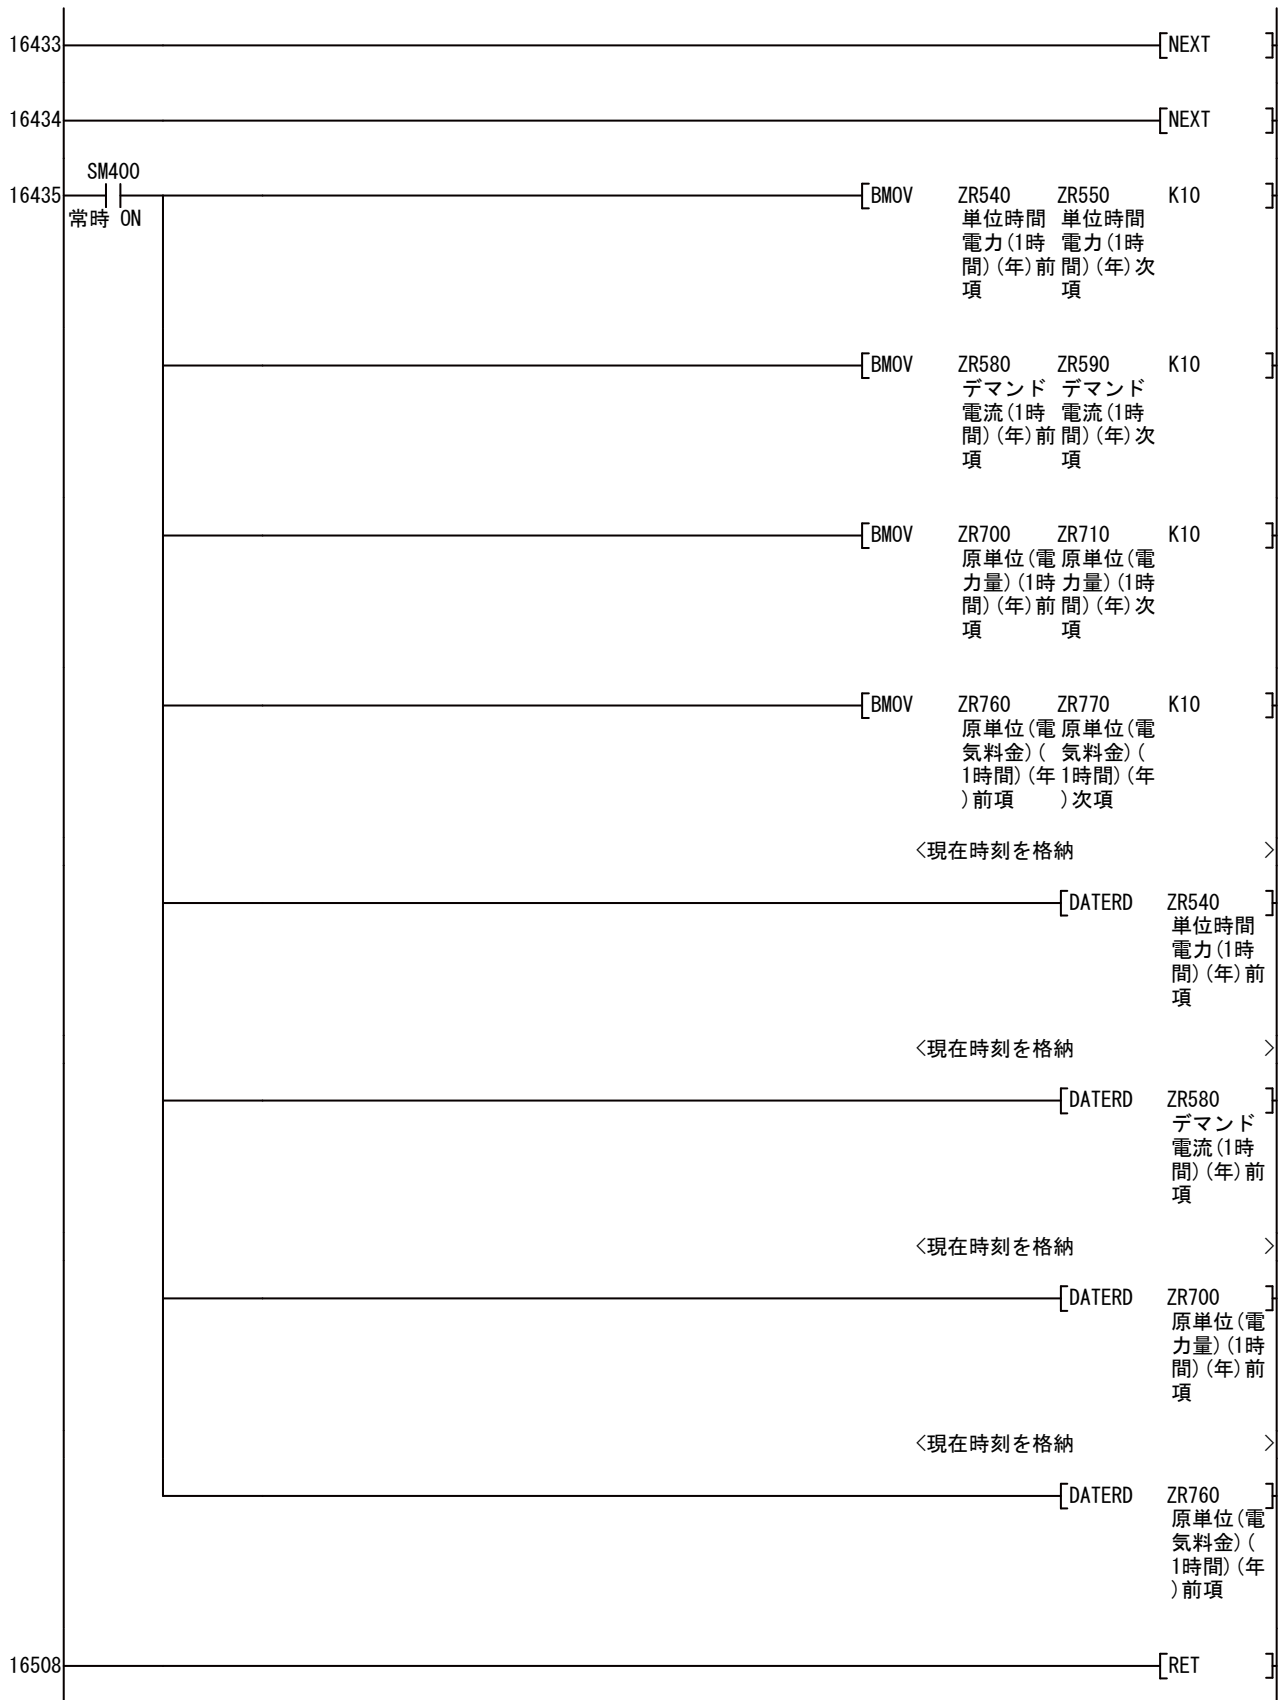 16433 [NEXT ]
16434 [NEXT ]
SM400
16435 [BMOV ZR540 ZR550 K10 ]
常時 ON 単位時間 単位時間
電力(1時 電力(1時
間)(年)前 間)(年)次
項 項
[BMOV ZR580 ZR590 K10 ]
デマンド デマンド
電流(1時 電流(1時
間)(年)前 間)(年)次
項 項
[BMOV ZR700 ZR710 K10 ]
原単位(電 原単位(電
力量)(1時 力量)(1時
間)(年)前 間)(年)次
項 項
[BMOV ZR760 ZR770 K10 ]
原単位(電 原単位(電
気料金)( 気料金)(
1時間)(年 1時間)(年
)前項 )次項
<現在時刻を格納 >
[DATERD ZR540 ]
単位時間
電力(1時
間)(年)前
項
<現在時刻を格納 >
[DATERD ZR580 ]
デマンド
電流(1時
間)(年)前
項
<現在時刻を格納 >
[DATERD ZR700 ]
原単位(電
力量)(1時
間)(年)前
項
<現在時刻を格納 >
[DATERD ZR760 ]
原単位(電
気料金)(
1時間)(年
)前項
16508 [RET ]